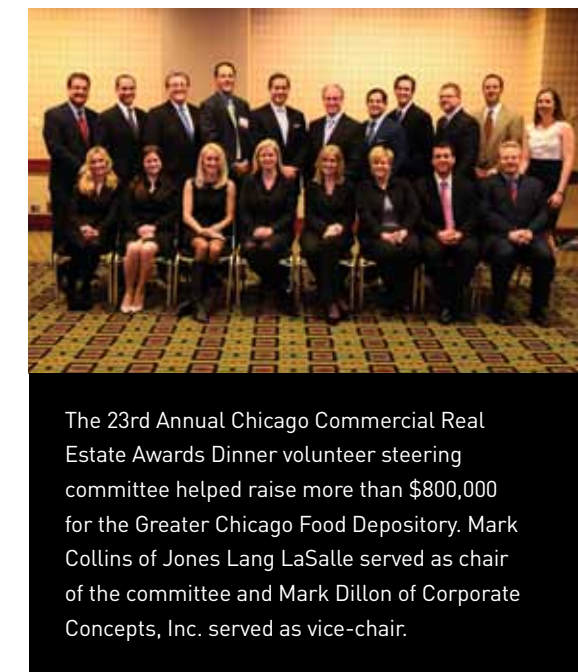 The 23rd Annual Chicago Commercial Real
Estate Awards Dinner volunteer steering
committee helped raise more than $800,000
for the Greater Chicago Food Depository. Mark
Collins of Jones Lang LaSalle served as chair
of the committee and Mark Dillon of Corporate
Concepts, Inc. served as vice-chair.